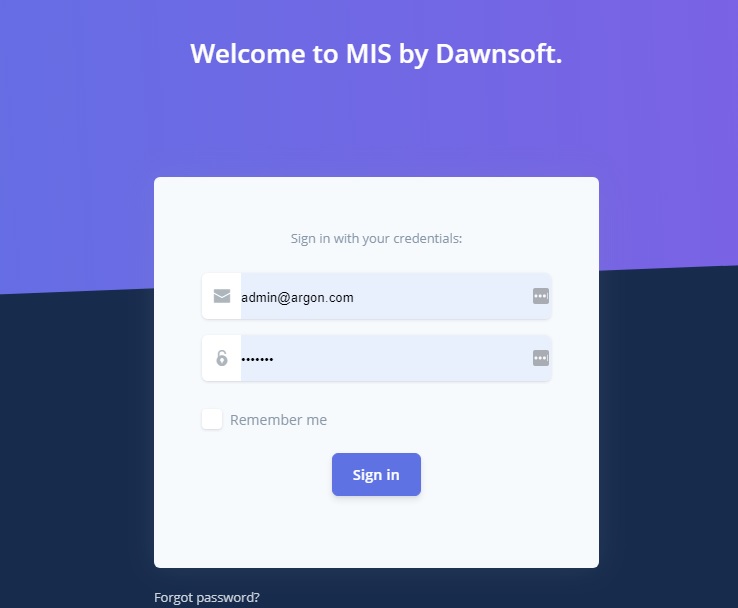 Welcome to MIS by Dawnsoft.
Sign in with your credentials:
admin@argon.com
•••••••
Remember me
Sign in
Forgot password?